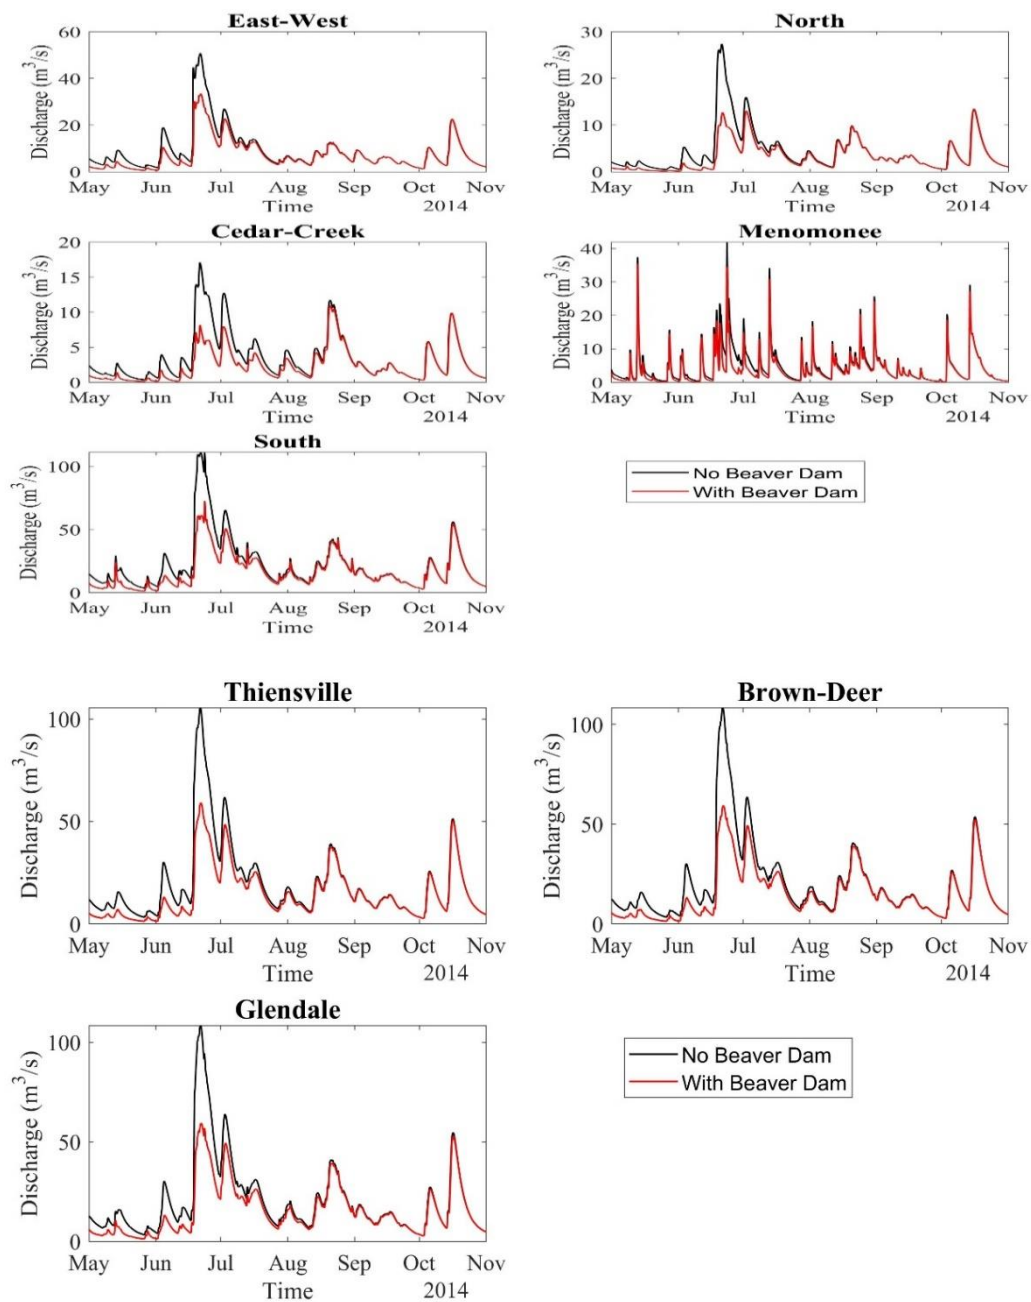 East-West
Discharge (m³/s)
60
40
20
0
May Jun Jul Aug Sep Oct Nov
Time 2014
North
Discharge (m³/s)
30
20
10
0
May Jun Jul Aug Sep Oct Nov
Time 2014
Cedar-Creek
Discharge (m³/s)
20
15
10
5
0
May Jun Jul Aug Sep Oct Nov
Time 2014
Menomonee
Discharge (m³/s)
40
30
20
10
0
May Jun Jul Aug Sep Oct Nov
Time 2014
South
Discharge (m³/s)
100
50
0
May Jun Jul Aug Sep Oct Nov
Time 2014
No Beaver Dam
With Beaver Dam
Thiensville
Discharge (m³/s)
100
50
0
May Jun Jul Aug Sep Oct Nov
Time 2014
Brown-Deer
Discharge (m³/s)
100
50
0
May Jun Jul Aug Sep Oct Nov
Time 2014
Glendale
Discharge (m³/s)
100
50
0
May Jun Jul Aug Sep Oct Nov
Time 2014
No Beaver Dam
With Beaver Dam